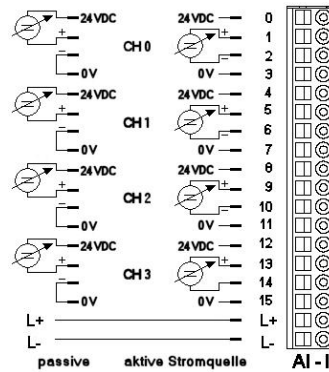 24VDC 24VDC 0
+ + 1
CH 0
− − 2
0V 0V 3
24VDC 24VDC 4
+ + 5
CH 1
− − 6
0V 0V 7
24VDC 24VDC 8
+ + 9
CH 2
− − 10
0V 0V 11
24VDC 24VDC 12
+ + 13
CH 3
− − 14
0V 0V 15
L+ L+
L- L-
passive aktive Stromquelle AI - I